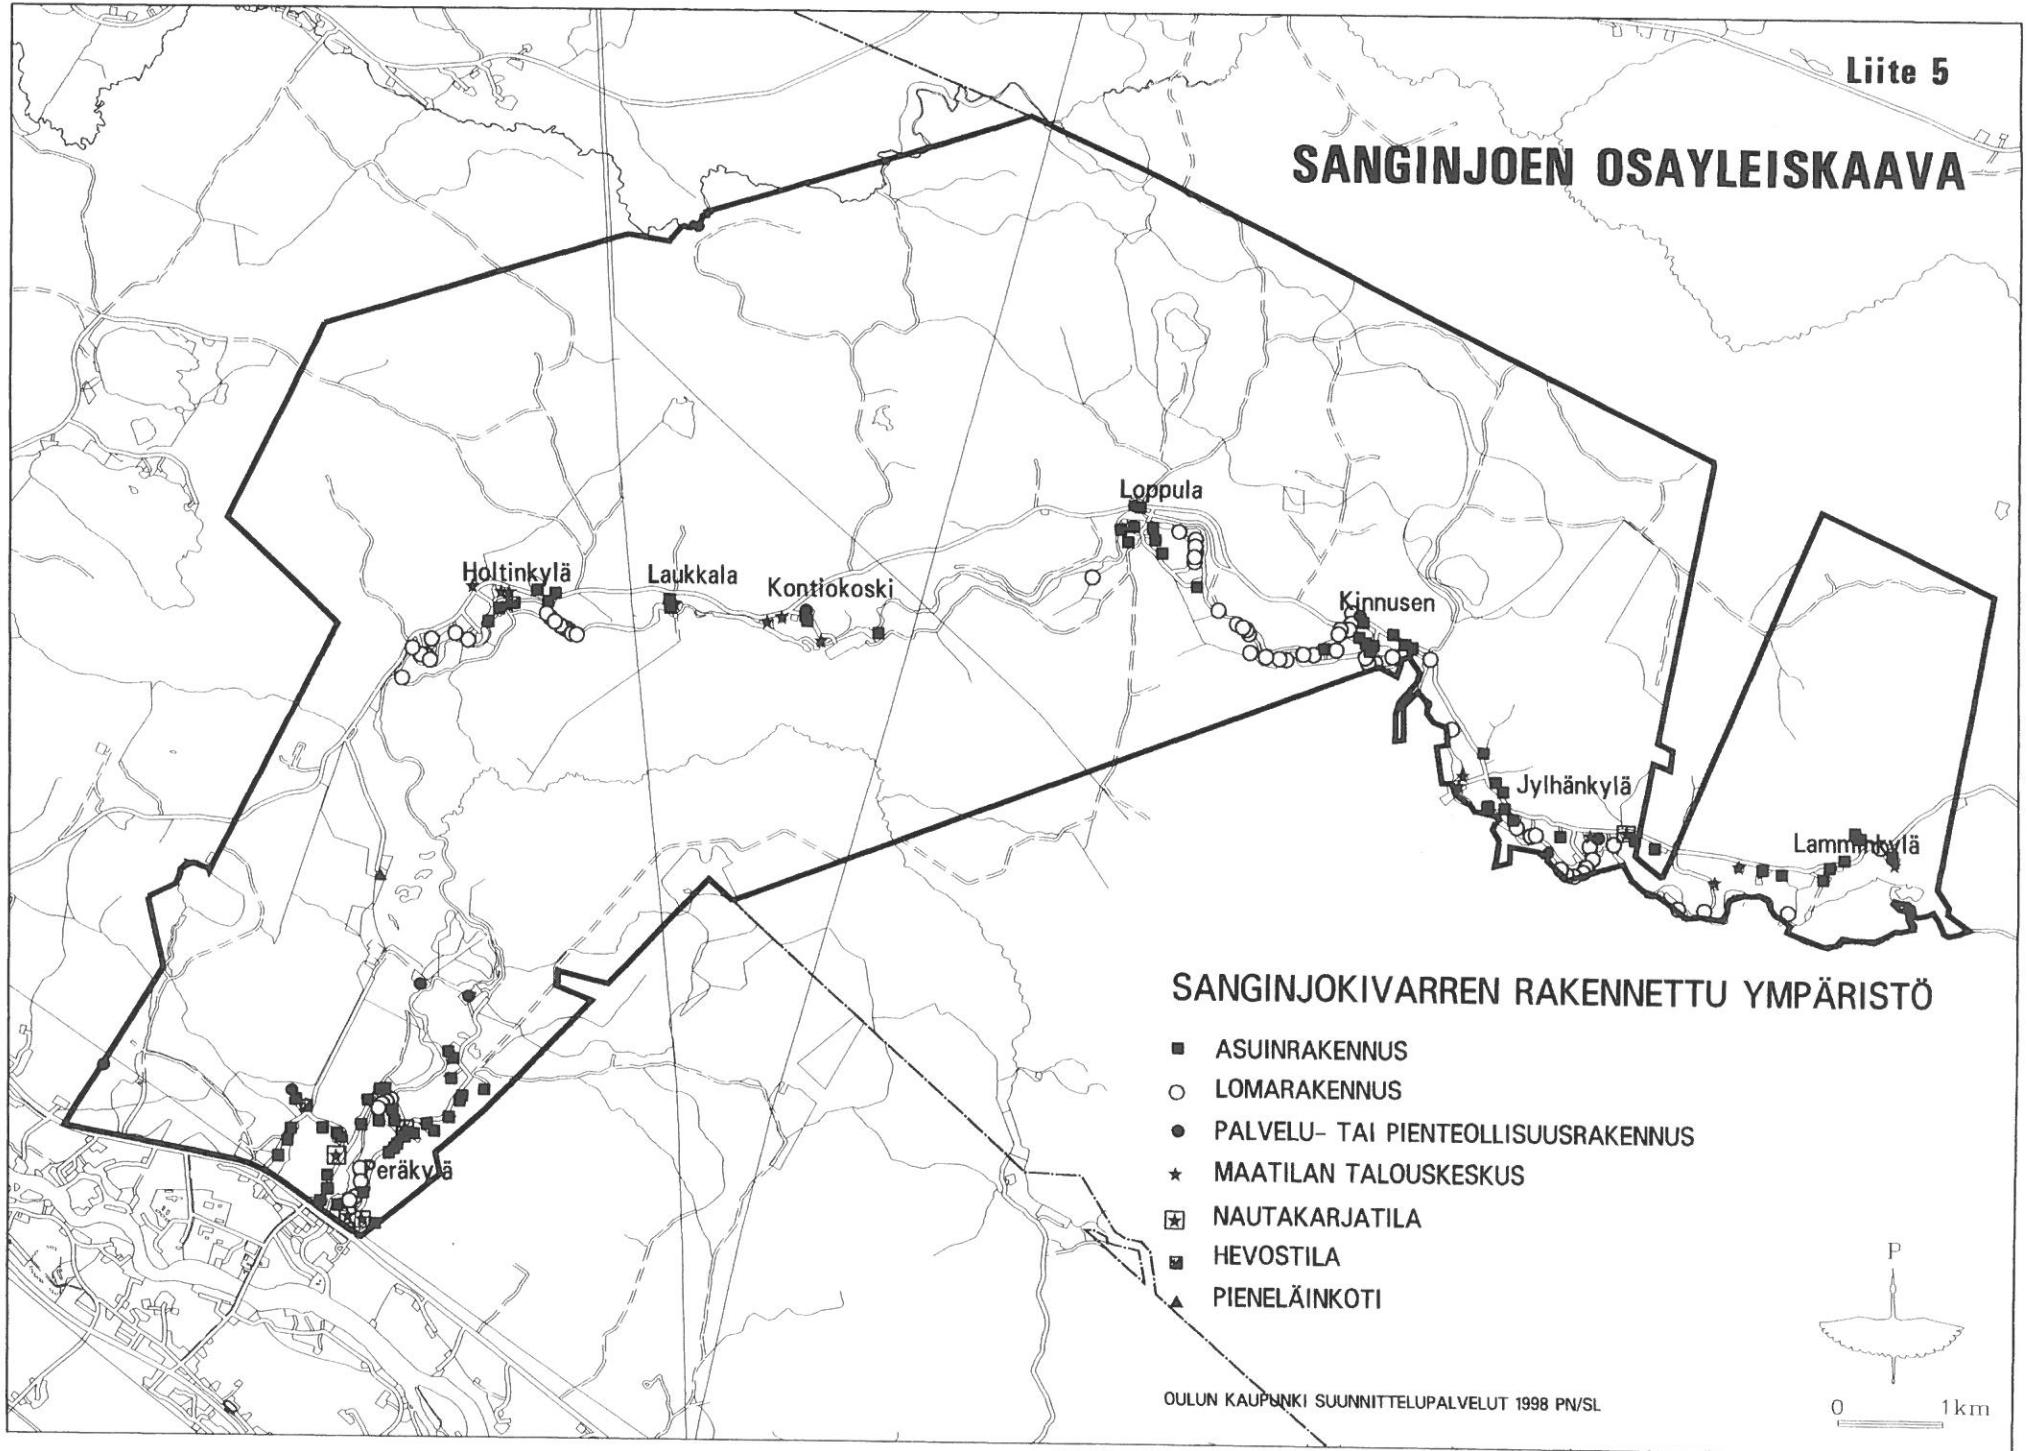 Liite 5
SANGINJOEN OSAYLEISKAAVA
Loppula
Holtinkylä
Laukkala
Kontiokoski
Kinnusen
Jylhänkylä
Lamminkylä
Peräkylä
SANGINJOKIVARREN RAKENNETTU YMPÄRISTÖ
ASUINRAKENNUS
LOMARAKENNUS
PALVELU- TAI PIENTEOLLISUUSRAKENNUS
MAATILAN TALOUSKESKUS
NAUTAKARJATILA
HEVOSTILA
PIENELÄINKOTI
P
OULUN KAUPUNKI SUUNNITTELUPALVELUT 1998 PN/SL
0 1km